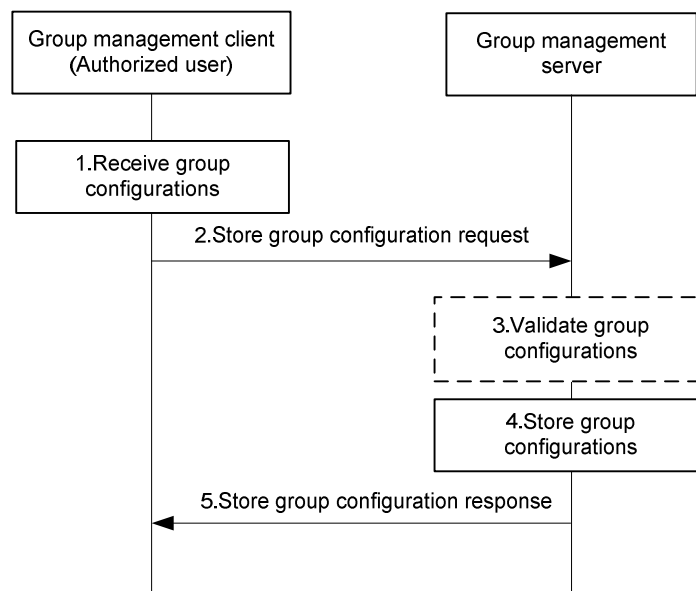 Group management client
(Authorized user)
Group management
server
1.Receive group
configurations
2.Store group configuration request
3.Validate group
configurations
4.Store group
configurations
5.Store group configuration response